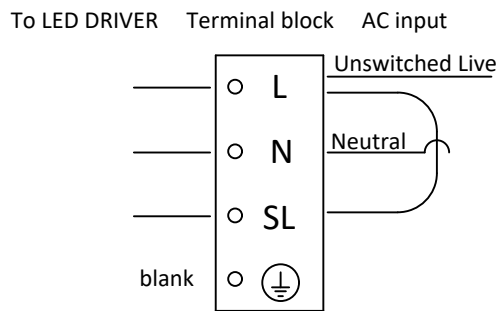 To LED DRIVER Terminal block AC input
Unswitched Live
L
Neutral
N
SL
blank